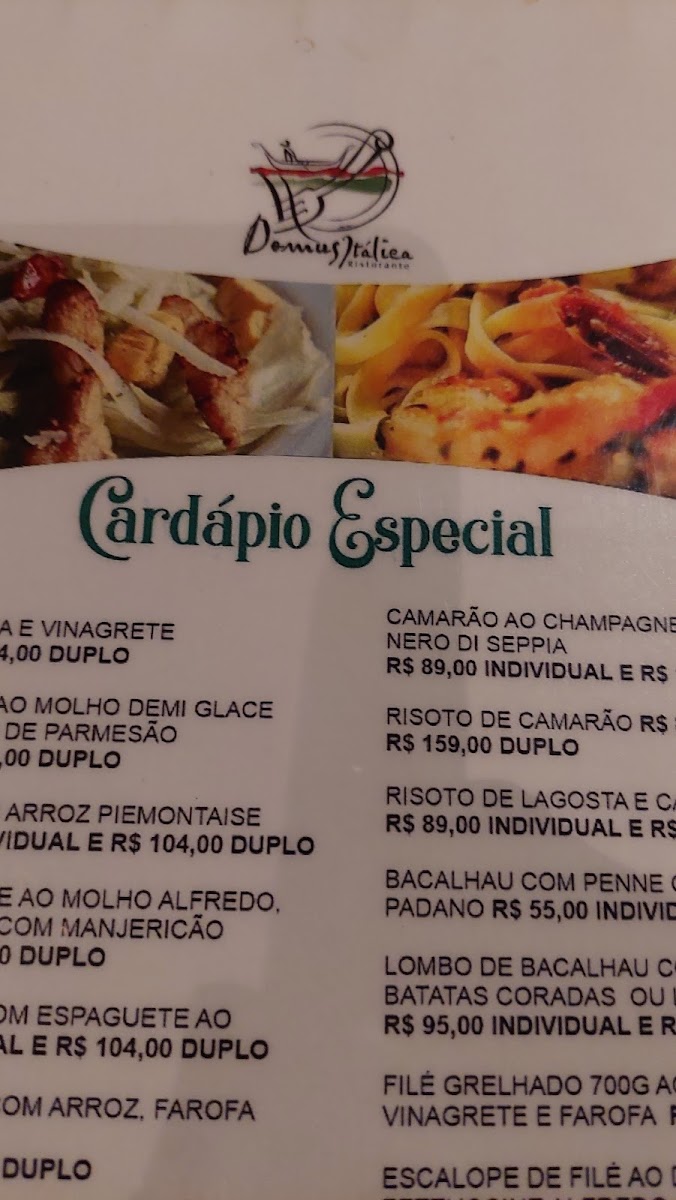 Domus Itálica
Ristorante
Cardápio Especial
A E VINAGRETE
4,00 DUPLO
AO MOLHO DEMI GLACE
DE PARMESÃO
,00 DUPLO
ARROZ PIEMONTAISE
VIDUAL E R$ 104,00 DUPLO
E AO MOLHO ALFREDO,
COM MANJERICÃO
0 DUPLO
OM ESPAGUETE AO
AL E R$ 104,00 DUPLO
COM ARROZ, FAROFA
DUPLO
CAMARÃO AO CHAMPAGNE
NERO DI SEPPIA
R$ 89,00 INDIVIDUAL E R$
RISOTO DE CAMARÃO R$
R$ 159,00 DUPLO
RISOTO DE LAGOSTA E CA
R$ 89,00 INDIVIDUAL E R$
BACALHAU COM PENNE
PADANO R$ 55,00 INDIVID
LOMBO DE BACALHAU CO
BATATAS CORADAS OU
R$ 95,00 INDIVIDUAL E R
FILÉ GRELHADO 700G AO
VINAGRETE E FAROFA
ESCALOPE DE FILÉ AO